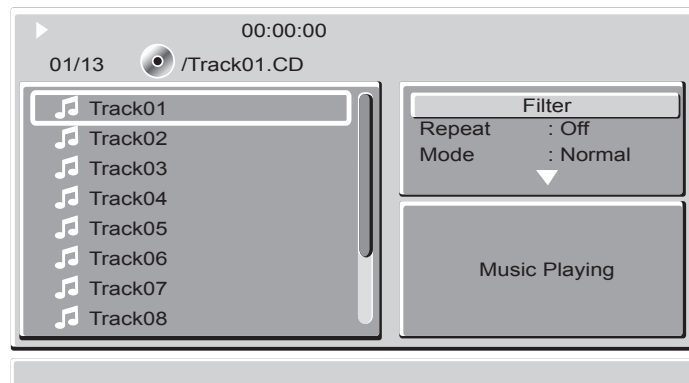 00:00:00
01/13 /Track01.CD
Track01
Track02
Track03
Track04
Track05
Track06
Track07
Track08
Filter
Repeat : Off
Mode : Normal
Music Playing